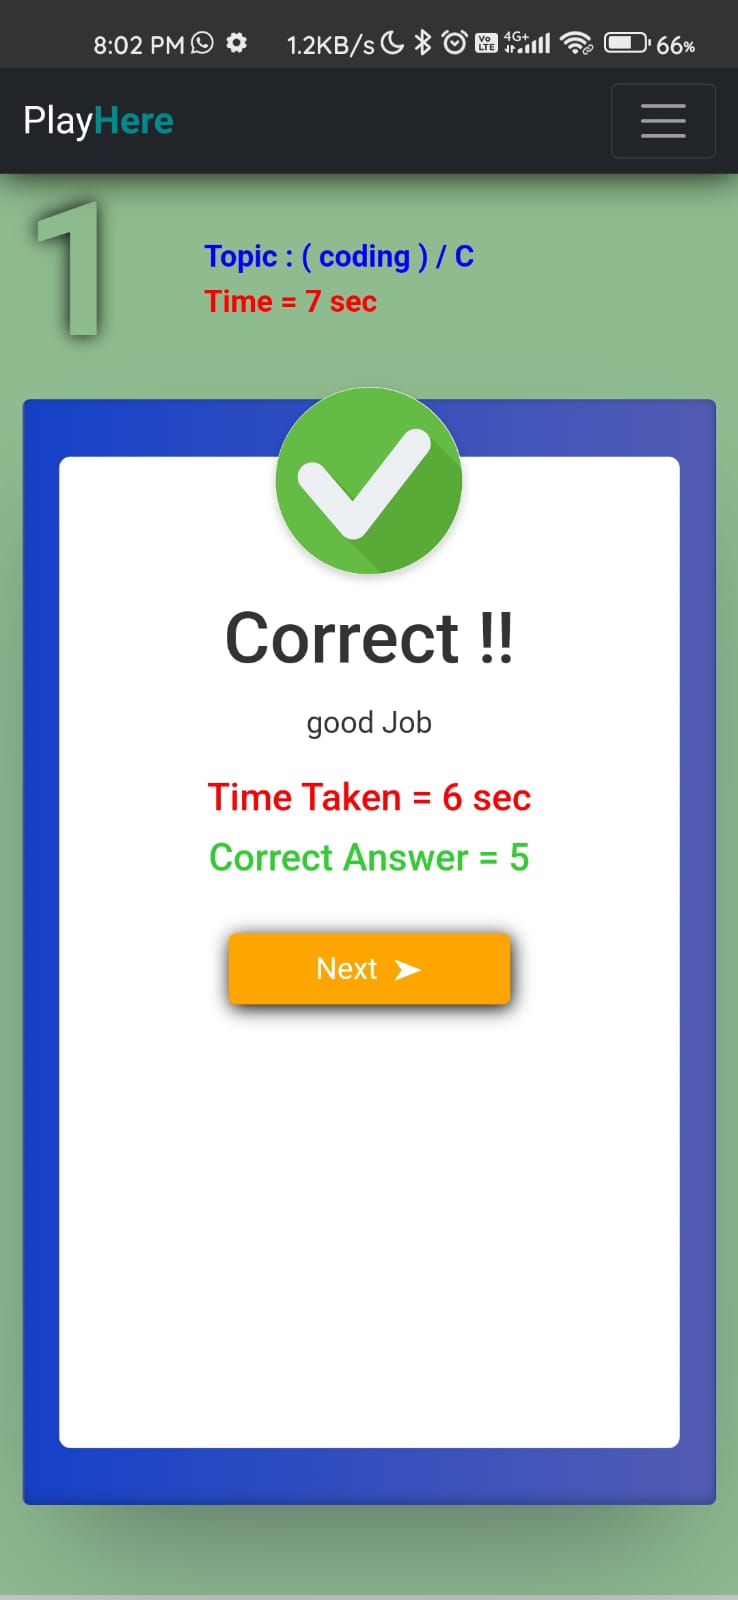 8:02 PM 1.2KB/s Vo LTE 4G+ 66%
PlayHere
1
Topic : ( coding ) / C
Time = 7 sec
Correct !!
good Job
Time Taken = 6 sec
Correct Answer = 5
Next